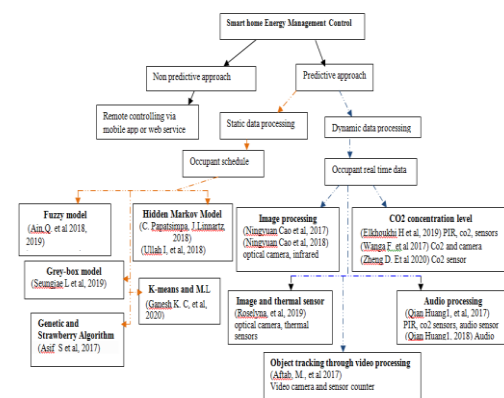 Smart home Energy Management Control
Non predictive approach
Predictive approach
Remote controlling via
mobile app or web service
Static data processing
Dynamic data processing
Occupant schedule
Occupant real time data
Fuzzy model
(Ain,Q. et al 2018,
2019)
Hidden Markov Model
(C. Papatsimpa, J.Linnartz,
2018)
(Ullah I, et al, 2018)
Image processing
(Ningyuan Cao et al, 2017)
(Ningyuan Cao et al, 2018)
optical camera, infrared
CO2 concentration level
(Elkhoukhi H et al, 2019) PIR, co2, sensors
(Wanga F. et al 2017) Co2 and camera
(Zheng D. Et al 2020) Co2 sensor
Grey-box model
(Seungjae L et al, 2019)
K-means and M.L
(Ganesh K. C, et al,
2020)
Genetic and
Strawberry Algorithm
(Asif S et al, 2017)
Image and thermal sensor
(Roselyna, et al, 2019)
optical camera, thermal
sensors
Audio processing
(Qian Huang1, et al, 2017)
PIR, co2 sensors, audio sensor
(Qian Huang1. 2018) Audio
Object tracking through video processing
(Aftab, M., et al 2017)
Video camera and sensor counter